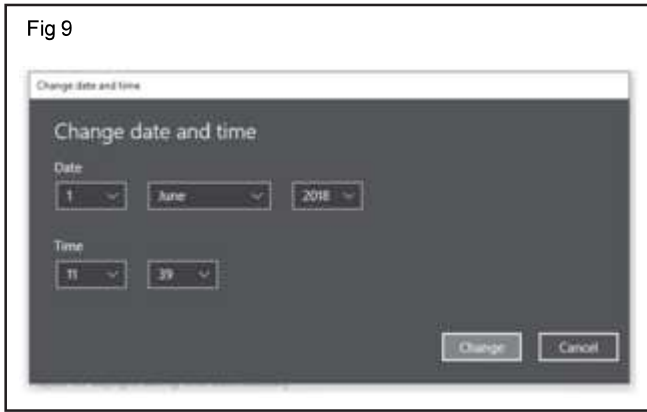 Fig 9
Change date and time
Change date and time
Date
1 June 2018
Time
11 39
Change Cancel